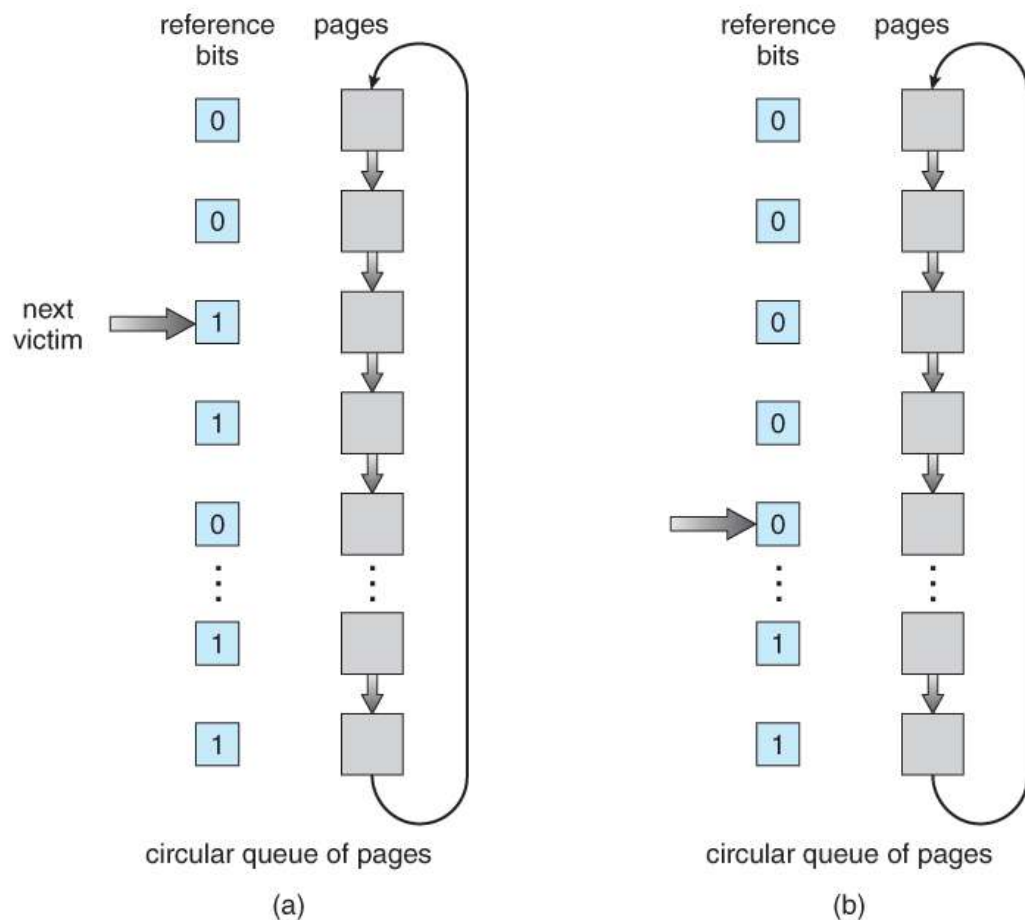 reference bits
pages
0
0
next victim
1
1
0
1
1
circular queue of pages
(a)
reference bits
pages
0
0
0
0
0
1
1
circular queue of pages
(b)